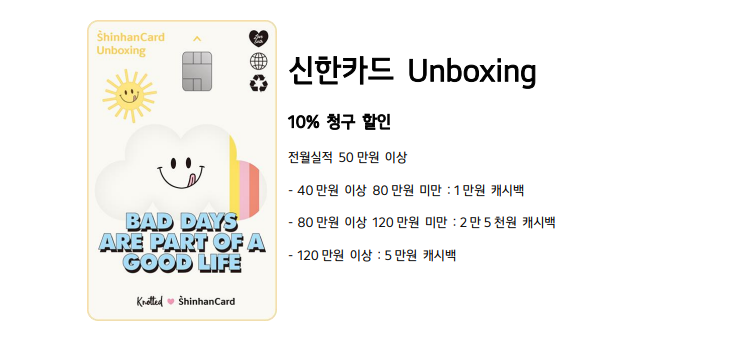 ShinhanCard
Unboxing
BAD DAYS
ARE PART OF A
GOOD LIFE
Knotted ShinhanCard
신한카드 Unboxing
10% 청구 할인
전월실적 50만원 이상
- 40만원 이상 80만원 미만 : 1만원 캐시백
- 80만원 이상 120만원 미만 : 2만5천원 캐시백
- 120만원 이상 : 5만원 캐시백